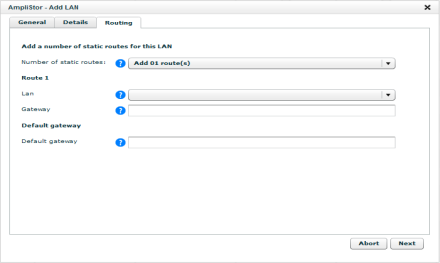 AmpliStor - Add LAN
General Details Routing
Add a number of static routes for this LAN
Number of static routes: ? Add 01 route(s)
Route 1
Lan ?
Gateway ?
Default gateway
Default gateway ?
Abort Next